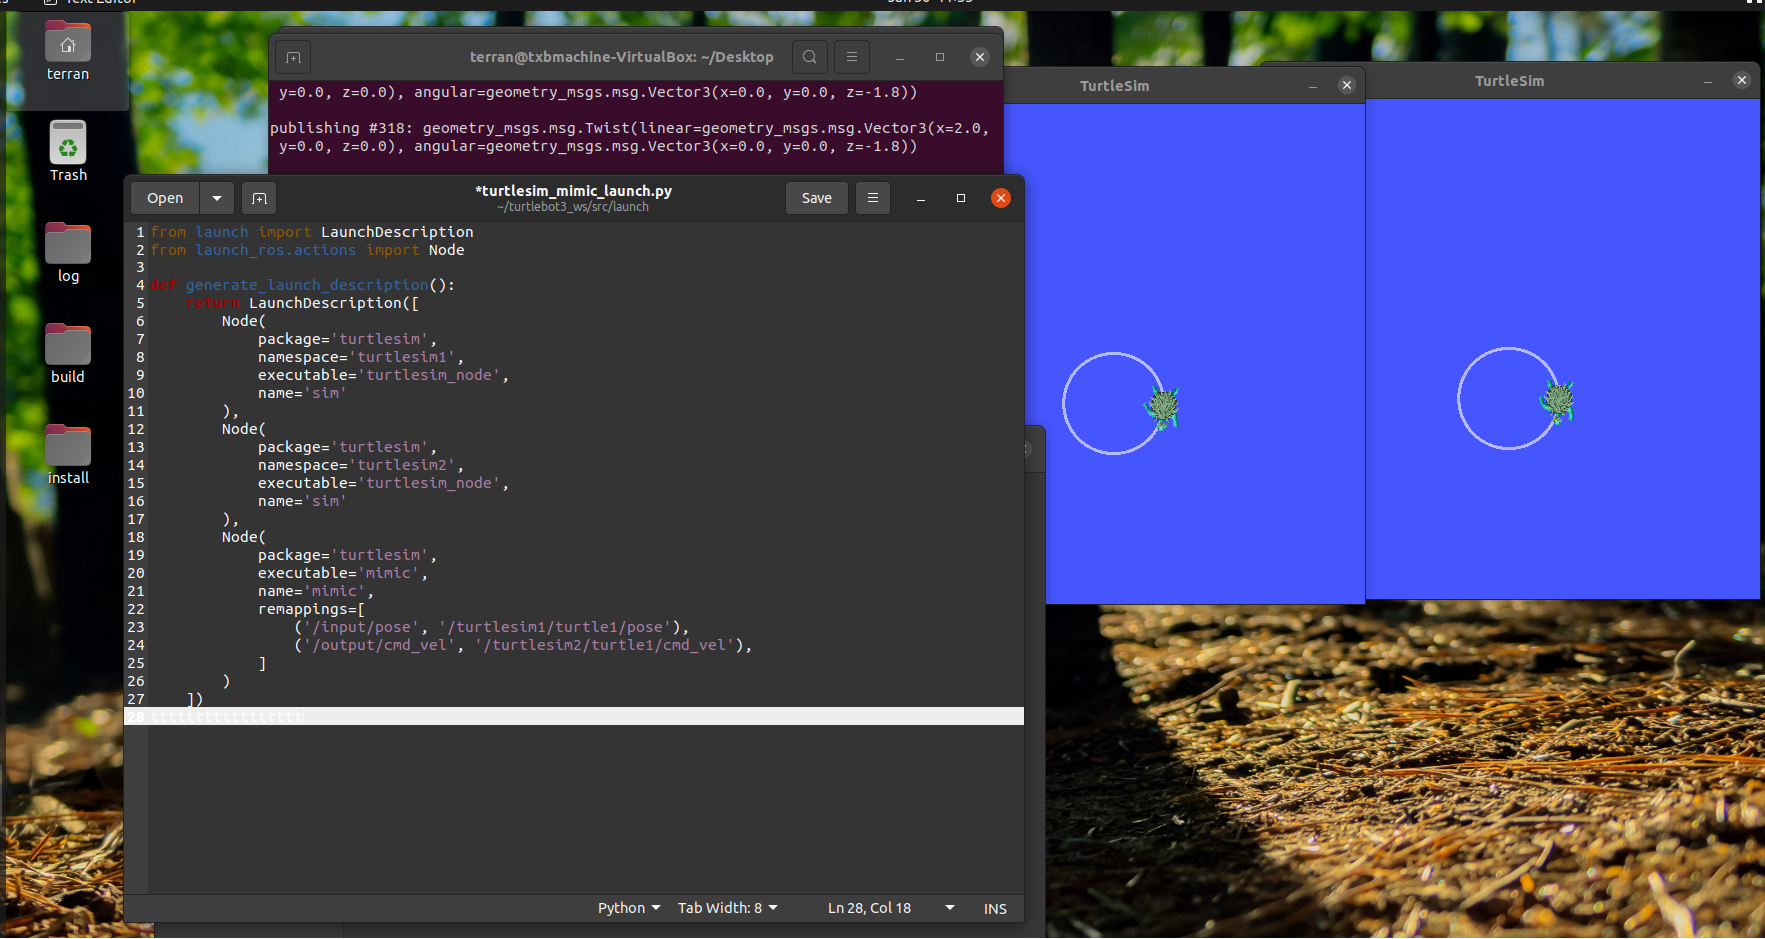 Text Editor
terran
Trash
log
build
install
terran@txbmachine-VirtualBox: ~/Desktop
y=0.0, z=0.0), angular=geometry_msgs.msg.Vector3(x=0.0, y=0.0, z=-1.8))
publishing #318: geometry_msgs.msg.Twist(linear=geometry_msgs.msg.Vector3(x=2.0,
y=0.0, z=0.0), angular=geometry_msgs.msg.Vector3(x=0.0, y=0.0, z=-1.8))
TurtleSim
TurtleSim
Open
*turtlesim_mimic_launch.py
~/turtlebot3_ws/src/launch
Save
1 from launch import LaunchDescription
2 from launch_ros.actions import Node
3
4 def generate_launch_description():
5     return LaunchDescription([
6         Node(
7             package='turtlesim',
8             namespace='turtlesim1',
9             executable='turtlesim_node',
10             name='sim'
11         ),
12         Node(
13             package='turtlesim',
14             namespace='turtlesim2',
15             executable='turtlesim_node',
16             name='sim'
17         ),
18         Node(
19             package='turtlesim',
20             executable='mimic',
21             name='mimic',
22             remappings=[
23                 ('/input/pose', '/turtlesim1/turtle1/pose'),
24                 ('/output/cmd_vel', '/turtlesim2/turtle1/cmd_vel'),
25             ]
26         )
27     ])
28 ttttttttttttttttt
Python
Tab Width: 8
Ln 28, Col 18
INS